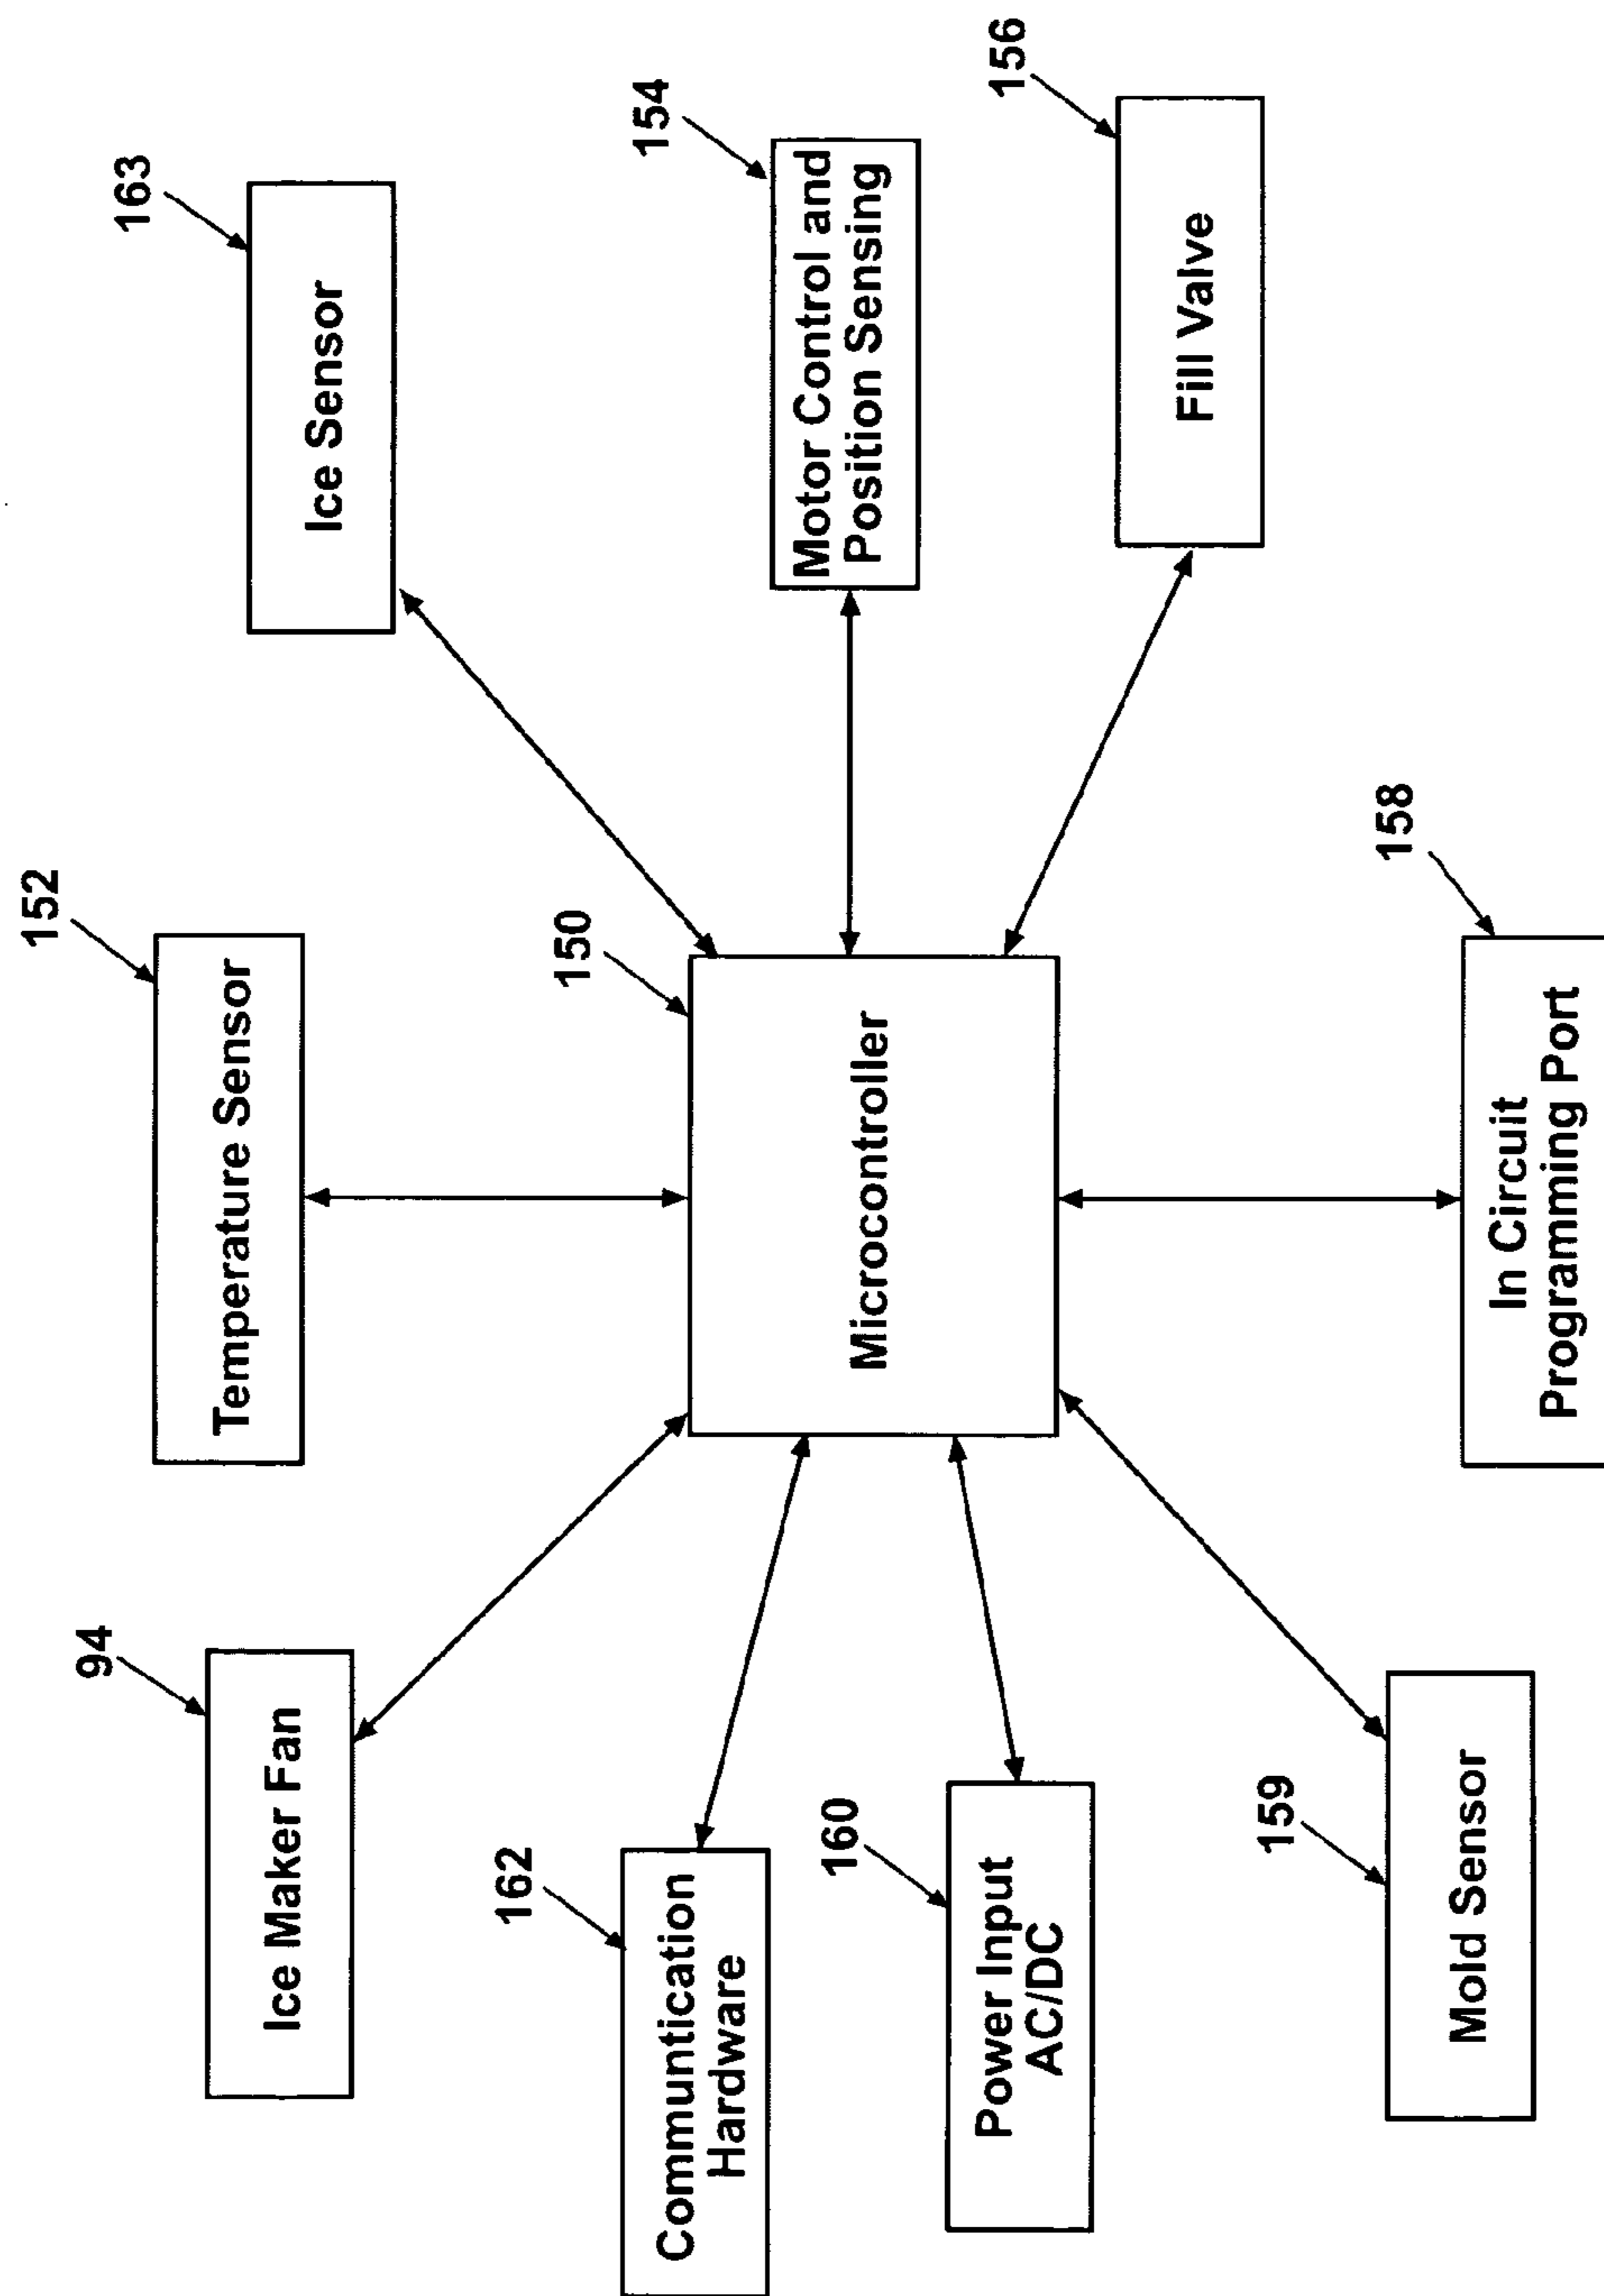 94
Ice Maker Fan
152
Temperature Sensor
163
Ice Sensor
162
Communtication
Hardware
150
Microcontroller
154
Motor Control and
Position Sensing
160
Power Input
AC/DC
156
Fill Valve
159
Mold Sensor
158
In Circuit
Programming Port